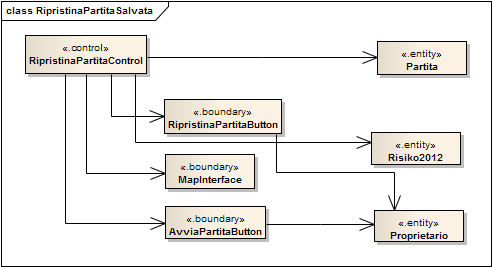 class RipristinaPartitaSalvata
«.control»
RipristinaPartitaControl
«.entity»
Partita
«.boundary»
RipristinaPartitaButton
«.entity»
Risiko2012
«.boundary»
MapInterface
«.boundary»
AvviaPartitaButton
«.entity»
Proprietario